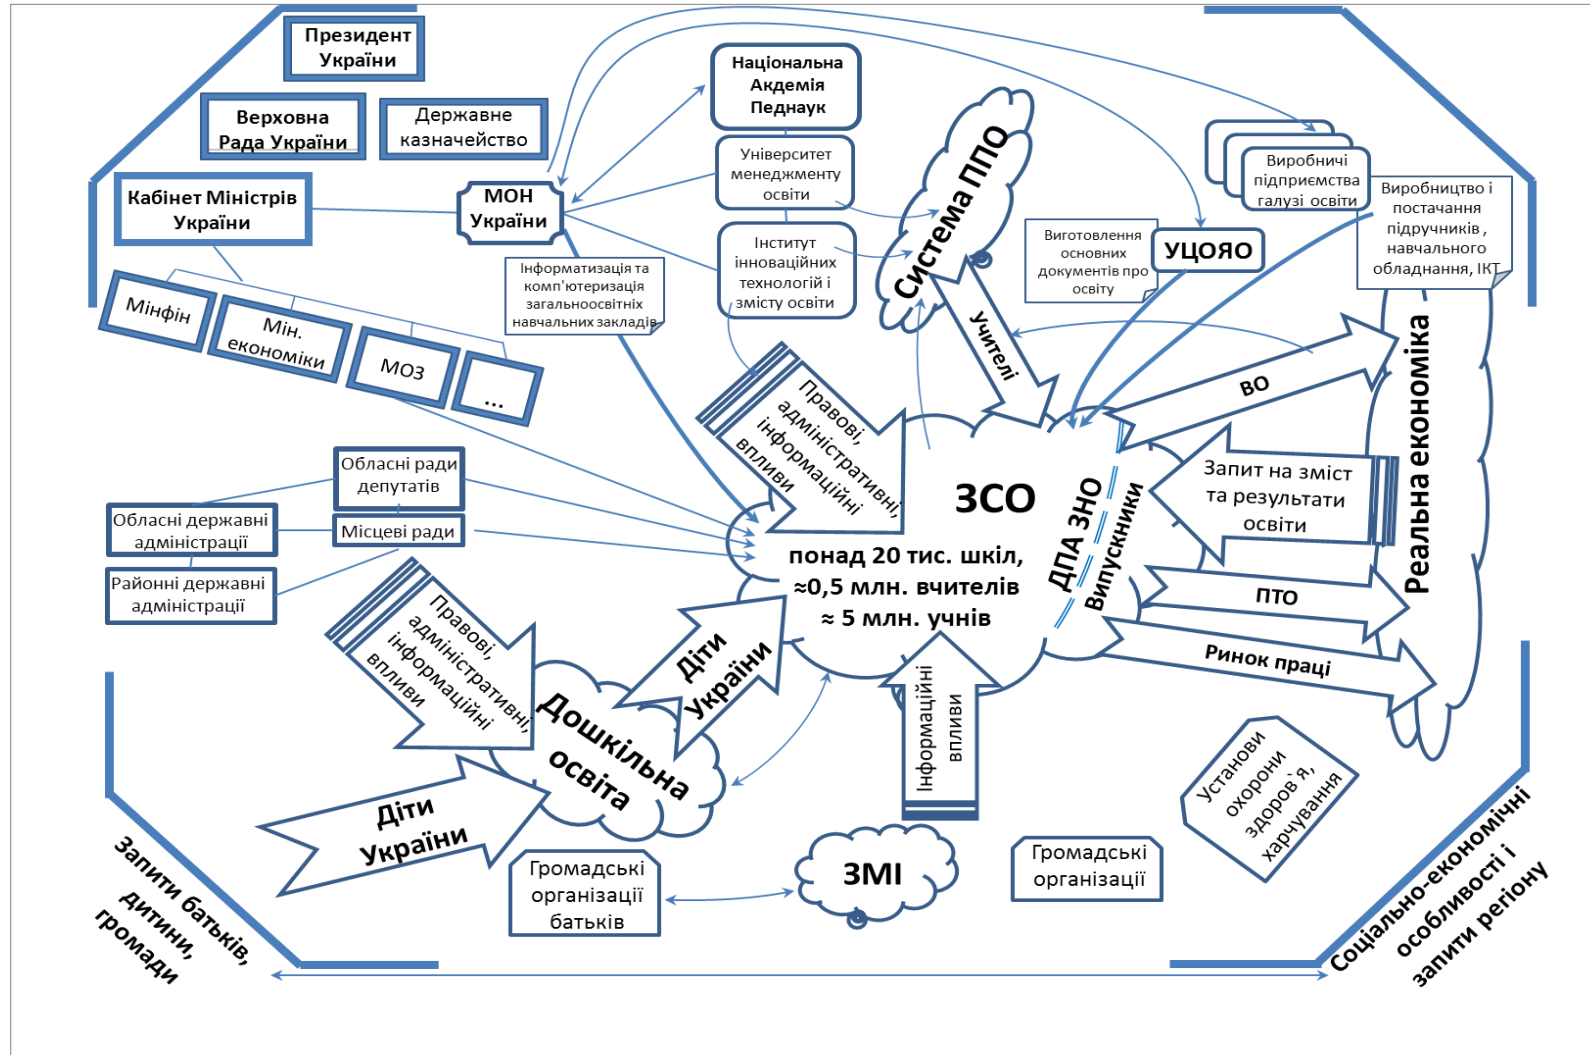 Президент
України
Верховна
Рада України
Державне
казначейство
Кабінет Міністрів
України
МОН
України
Національна
Акдемія
Педнаук
Університет
менеджменту
освіти
Інститут
інноваційних
технологій і
змісту освіти
Система ППО
Виробничі
підприємства
галузі освіти
Виробництво і
постачання
підручників ,
навчального
обладнання, ІКТ
Виготовлення
основних
документів про
освіту
УЦОЯО
Інформатизація та
комп'ютеризація
загальноосвітніх
навчальних закладів
Мінфін
Мін.
економіки
МОЗ
...
Учителі
Правові,
адміністративні,
інформаційні
впливи
ВО
Реальна економіка
Запит на зміст
та результати
освіти
ЗСО
понад 20 тис. шкіл,
≈0,5 млн. вчителів
≈ 5 млн. учнів
ДПА ЗНО
Випускники
ПТО
Ринок праці
Обласні ради
депутатів
Обласні державні
адміністрації
Місцеві ради
Районні державні
адміністрації
Правові,
адміністративні,
інформаційні
впливи
Діти
України
Дошкільна
освіта
Діти
України
Інформаційні
впливи
ЗМІ
Громадські
організації
батьків
Громадські
організації
Установи
охорони
здоров`я,
харчування
Запити батьків,
дитини,
громади
Соціально-економічні
особливості і
запити регіону